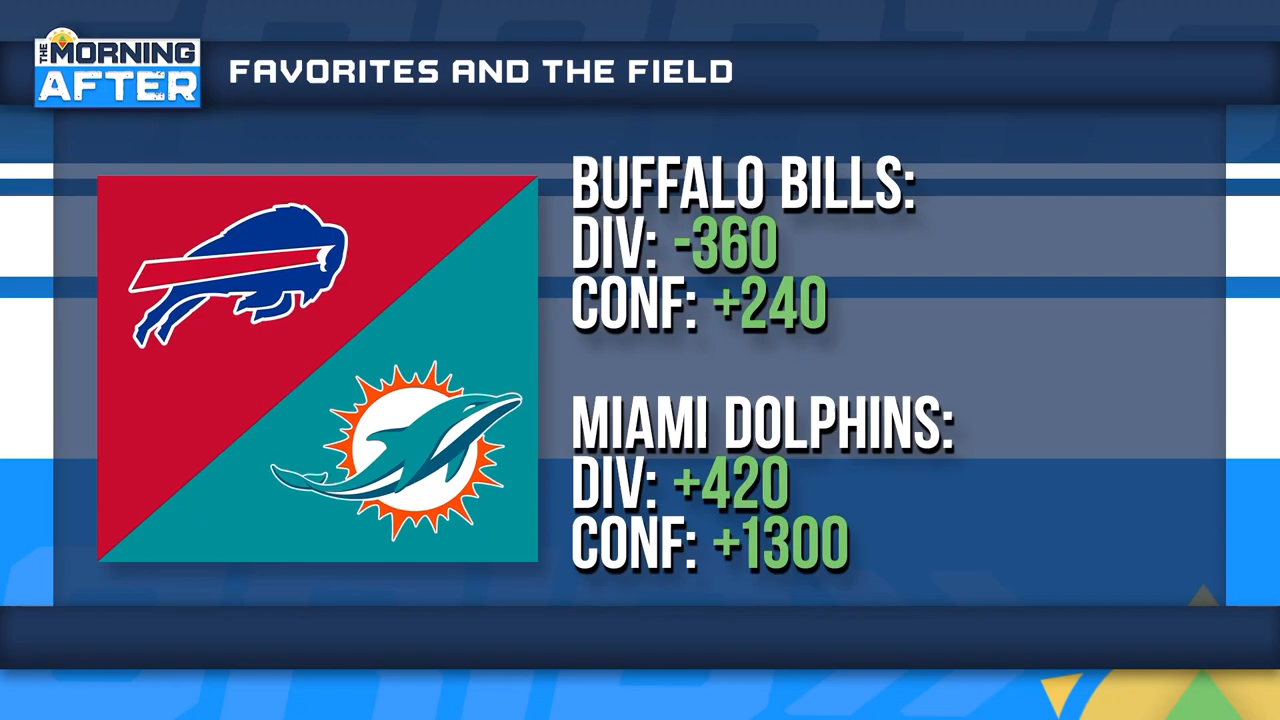 THE MORNING
AFTER
FAVORITES AND THE FIELD
BUFFALO BILLS:
DIV: -360
CONF: +240
MIAMI DOLPHINS:
DIV: +420
CONF: +1300